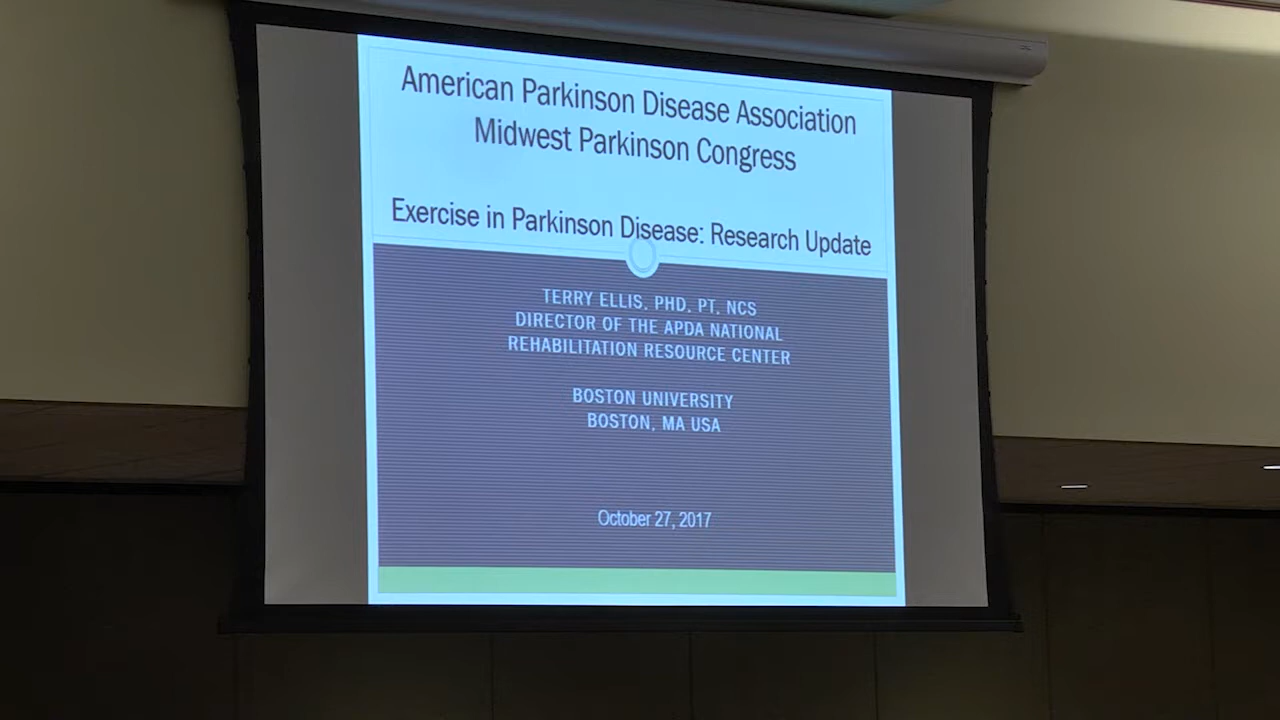 American Parkinson Disease Association
Midwest Parkinson Congress
Exercise in Parkinson Disease: Research Update
TERRY ELLIS, PHD, PT, NCS
DIRECTOR OF THE APDA NATIONAL
REHABILITATION RESOURCE CENTER
BOSTON UNIVERSITY
BOSTON, MA USA
October 27, 2017